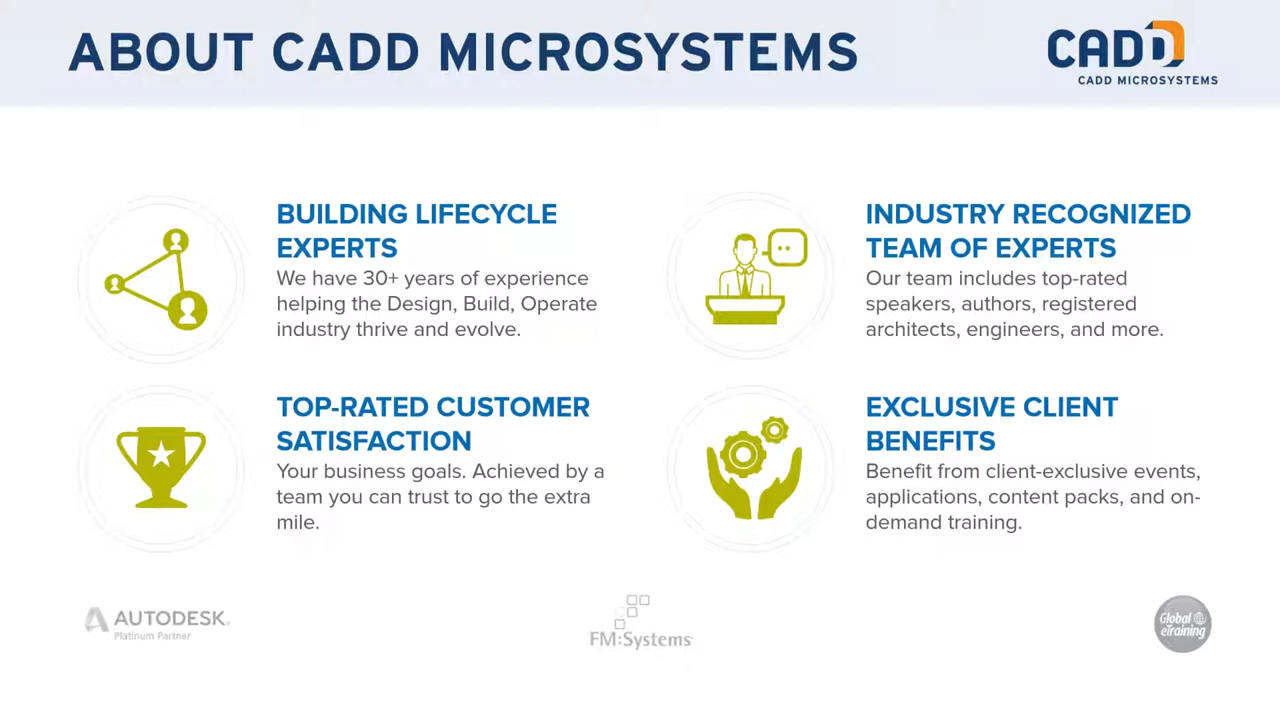 ABOUT CADD MICROSYSTEMS
CADD
CADD MICROSYSTEMS
BUILDING LIFECYCLE
EXPERTS
We have 30+ years of experience
helping the Design, Build, Operate
industry thrive and evolve.
INDUSTRY RECOGNIZED
TEAM OF EXPERTS
Our team includes top-rated
speakers, authors, registered
architects, engineers, and more.
TOP-RATED CUSTOMER
SATISFACTION
Your business goals. Achieved by a
team you can trust to go the extra
mile.
EXCLUSIVE CLIENT
BENEFITS
Benefit from client-exclusive events,
applications, content packs, and on-
demand training.
AUTODESK®
Platinum Partner
FM:Systems
Global
eTraining